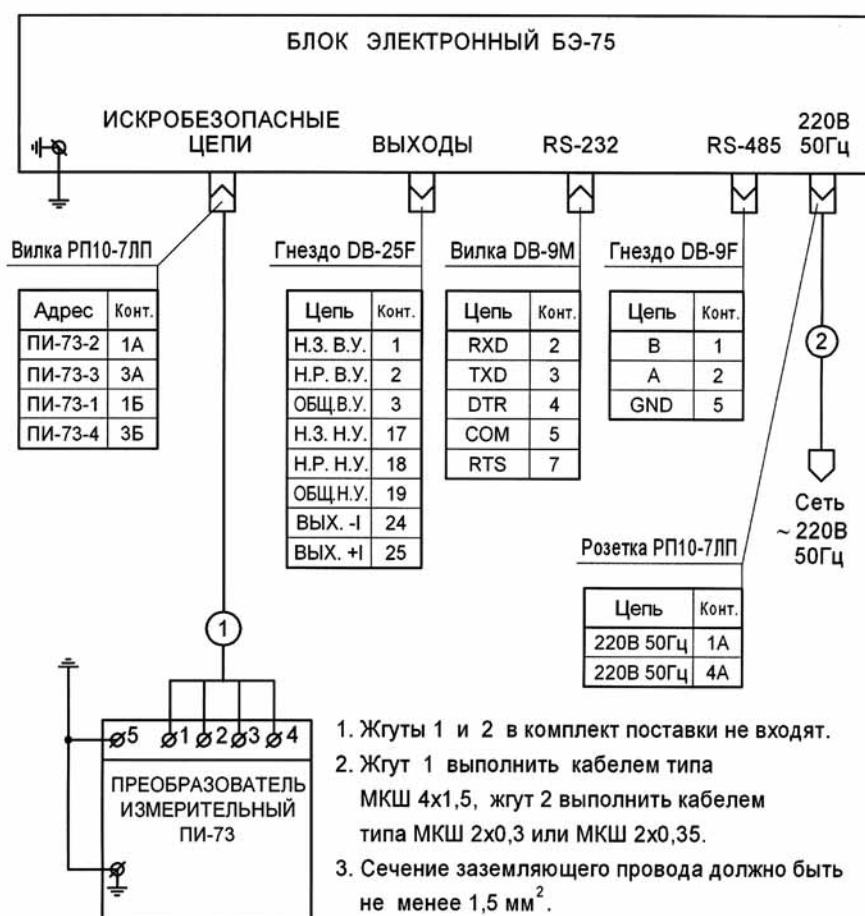 БЛОК ЭЛЕКТРОННЫЙ БЭ-75
ИСКРОБЕЗОПАСНЫЕ
ЦЕПИ
ВЫХОДЫ
RS-232
RS-485
220В
50Гц
Вилка РП10-7ЛП
Адрес Конт.
ПИ-73-2 1А
ПИ-73-3 3А
ПИ-73-1 1Б
ПИ-73-4 3Б
Гнездо DB-25F
Цепь Конт.
Н.З. В.У. 1
Н.Р. В.У. 2
ОБЩ.В.У. 3
Н.З. Н.У. 17
Н.Р. Н.У. 18
ОБЩ.Н.У. 19
ВЫХ. -I 24
ВЫХ. +I 25
Вилка DB-9M
Цепь Конт.
RXD 2
TXD 3
DTR 4
COM 5
RTS 7
Гнездо DB-9F
Цепь Конт.
B 1
A 2
GND 5
2
Сеть
~ 220В
50Гц
Розетка РП10-7ЛП
Цепь Конт.
220В 50Гц 1А
220В 50Гц 4А
1
5 1 2 3 4
ПРЕОБРАЗОВАТЕЛЬ
ИЗМЕРИТЕЛЬНЫЙ
ПИ-73
1. Жгуты 1 и 2 в комплект поставки не входят.
2. Жгут 1 выполнить кабелем типа
МКШ 4х1,5, жгут 2 выполнить кабелем
типа МКШ 2х0,3 или МКШ 2х0,35.
3. Сечение заземляющего провода должно быть
не менее 1,5 мм².